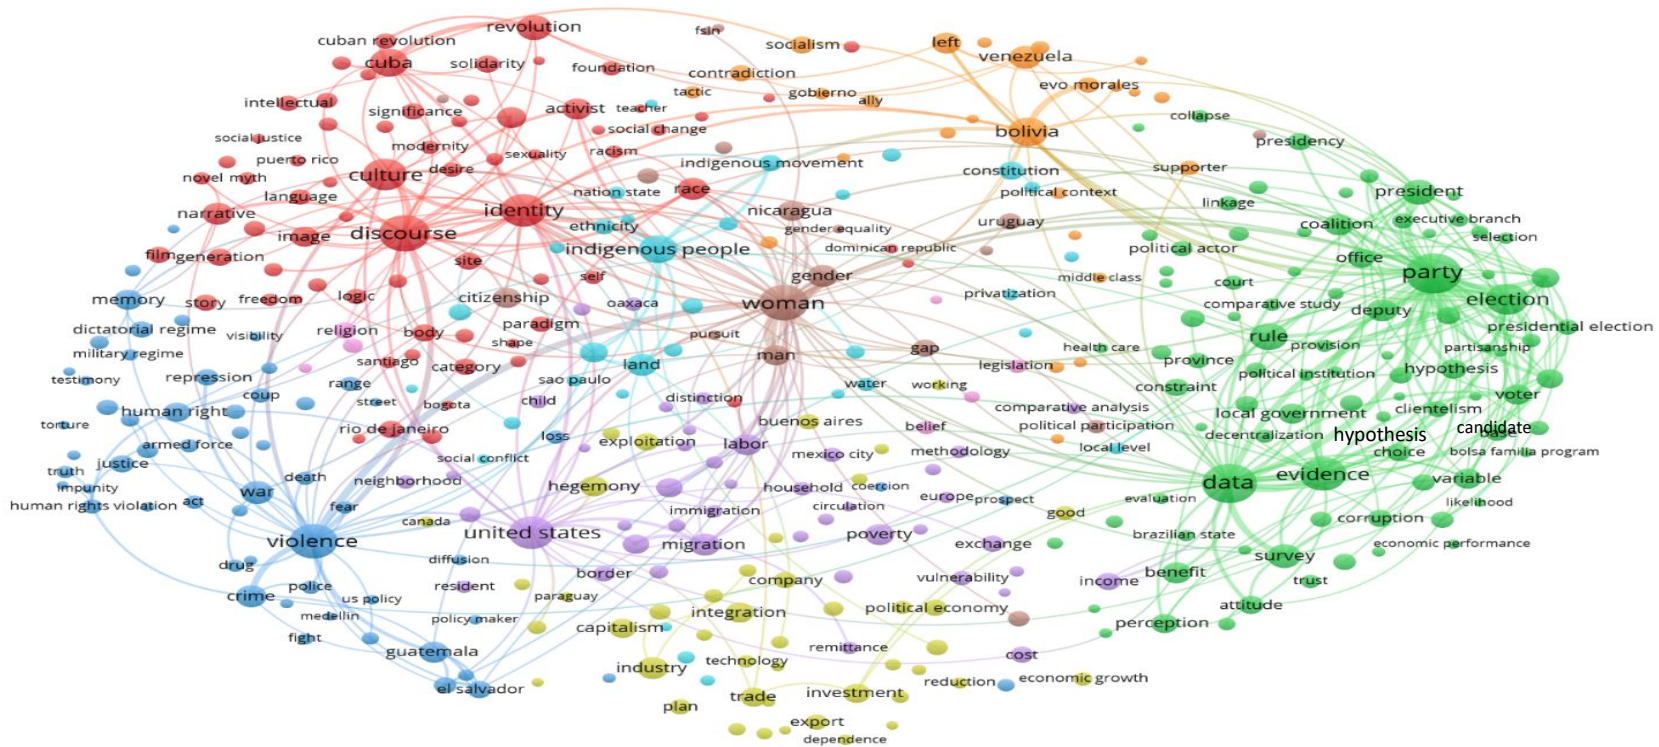 revolution
fsln
cuban revolution
socialism
left
venezuela
cuba
solidarity
foundation
contradiction
evo morales
tactic
gobierno
ally
intellectual
significance
activist
teacher
collapse
social change
bolivia
social justice
presidency
modernity
sexuality
racism
puerto rico
indigenous movement
culture
desire
constitution
supporter
novel myth
nation state
race
political context
president
language
linkage
narrative
identity
nicaragua
uruguay
coalition
executive branch
ethnicity
gender equality
discourse
image
selection
indigenous people
dominican republic
political actor
film
generation
site
office
self
gender
middle class
party
court
memory
story
freedom
logic
citizenship
oaxaca
woman
privatization
comparative study
deputy
election
dictatorial regime
visibility
religion
body
paradigm
pursuit
presidential election
shape
rule
provision
military regime
man
gap
health care
partisanship
santiago
category
land
legislation
province
political institution
hypothesis
testimony
repression
range
sao paulo
water
working
constraint
coup
street
bogota
child
distinction
voter
human right
comparative analysis
local government
clientelism
torture
rio de janeiro
buenos aires
belief
political participation
decentralization
hypothesis
candidate
base
armed force
loss
exploitation
labor
local level
choice
bolsa familia program
truth
justice
social conflict
mexico city
methodology
impunity
death
neighborhood
hegemony
household
coercion
data
evidence
variable
human rights violation
act
war
fear
immigration
circulation
europe
prospect
evaluation
likelihood
canada
good
corruption
violence
united states
migration
poverty
exchange
brazilian state
economic performance
drug
diffusion
border
survey
crime
police
resident
company
vulnerability
income
benefit
trust
us policy
paraguay
medellin
policy maker
integration
political economy
attitude
fight
capitalism
perception
guatemala
remittance
cost
industry
technology
el salvador
trade
investment
reduction
economic growth
plan
export
dependence